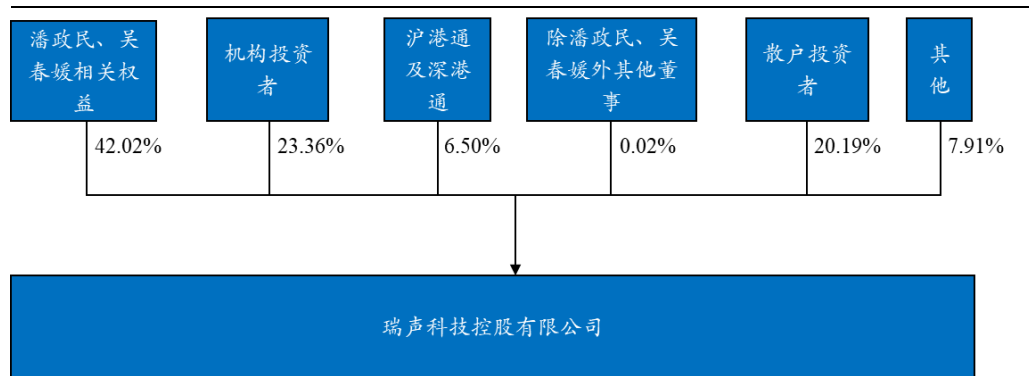 潘政民、吴
春媛相关权
益
机构投资
者
沪港通
及深港
通
除潘政民、吴
春媛外其他董
事
散户投资
者
其
他
42.02%
23.36%
6.50%
0.02%
20.19%
7.91%
瑞声科技控股有限公司